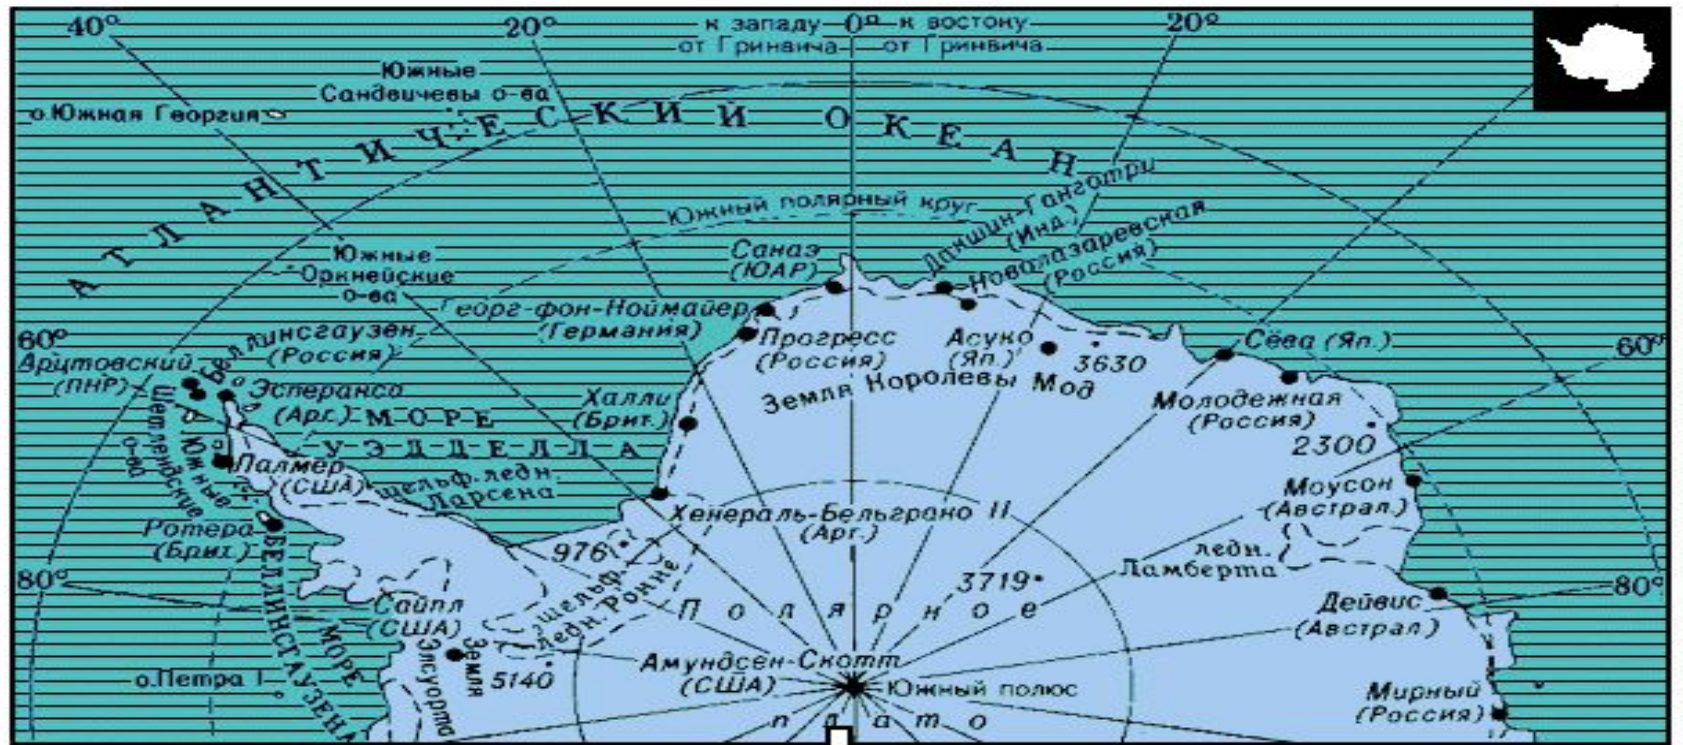 40°
20°
к западу 0° к востоку
от Гринвича от Гринвича
20°
Южные
Сандвичевы о-ва
о.Южная Георгия
АТЛАНТИЧЕСКИЙ ОКЕАН
Южный полярный круг
Дакшин-Ганготри
(Инд.)
Новолазаревская
(Россия)
Санаэ
(ЮАР)
Южные
Оркнейские
о-ва
Георг-фон-Ноймайер
(Германия)
Прогресс
(Россия)
Асуко
(Яп.)
3630
Сёва (Яп.)
60°
60°
Беллинсгаузен
(Россия)
Арцтовский
(ПНР)
Эсперанса
(Арг.)
МОРЕ
УЭДДЕЛЛА
Халли
(Брит.)
Земля Королевы Мод
Молодежная
(Россия)
2300
Южные
Шетлендские
о-ва
Палмер
(США)
шельф. ледн.
Ларсена
Моусон
(Австрал.)
Ротера
(Брит.)
Хенераль-Бельграно II
(Арг.)
976
шельф.
ледн. Ронне
3719
ледн.
Ламберта
80°
80°
Сайпл
(США)
Полярное
Дейвис
(Австрал.)
МОРЕ
БЕЛЛИНСГАУЗЕНА
Земля
Элсуорта
5140
Амундсен-Скотт
(США)
Южный полюс
о.Петра I
плато
Мирный
(Россия)